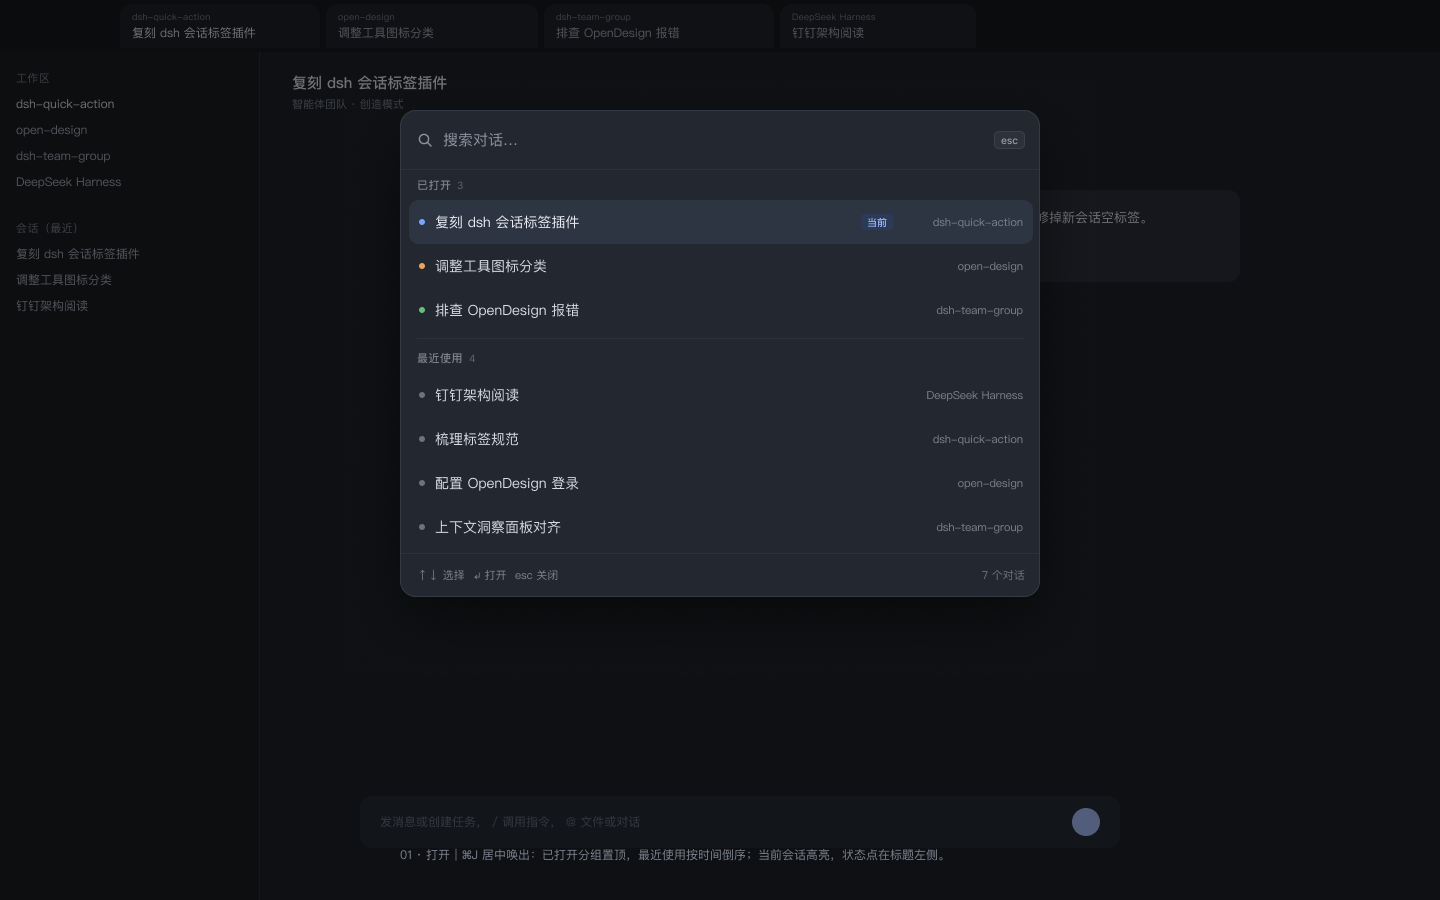 dsh-quick-action
复刻 dsh 会话标签插件
open-design
调整工具图标分类
dsh-team-group
排查 OpenDesign 报错
DeepSeek Harness
钉钉架构阅读
工作区
dsh-quick-action
open-design
dsh-team-group
DeepSeek Harness
会话（最近）
复刻 dsh 会话标签插件
调整工具图标分类
钉钉架构阅读
复刻 dsh 会话标签插件
智能体团队 · 创造模式
搜索对话...
esc
已打开 3
复刻 dsh 会话标签插件 当前 dsh-quick-action
调整工具图标分类 open-design
排查 OpenDesign 报错 dsh-team-group
最近使用 4
钉钉架构阅读 DeepSeek Harness
梳理标签规范 dsh-quick-action
配置 OpenDesign 登录 open-design
上下文洞察面板对齐 dsh-team-group
↑↓ 选择 ↲ 打开 esc 关闭 7 个对话
修掉新会话空标签。
发消息或创建任务， / 调用指令， @ 文件或对话
01 · 打开 | ⌘J 居中唤出：已打开分组置顶，最近使用按时间倒序；当前会话高亮，状态点在标题左侧。